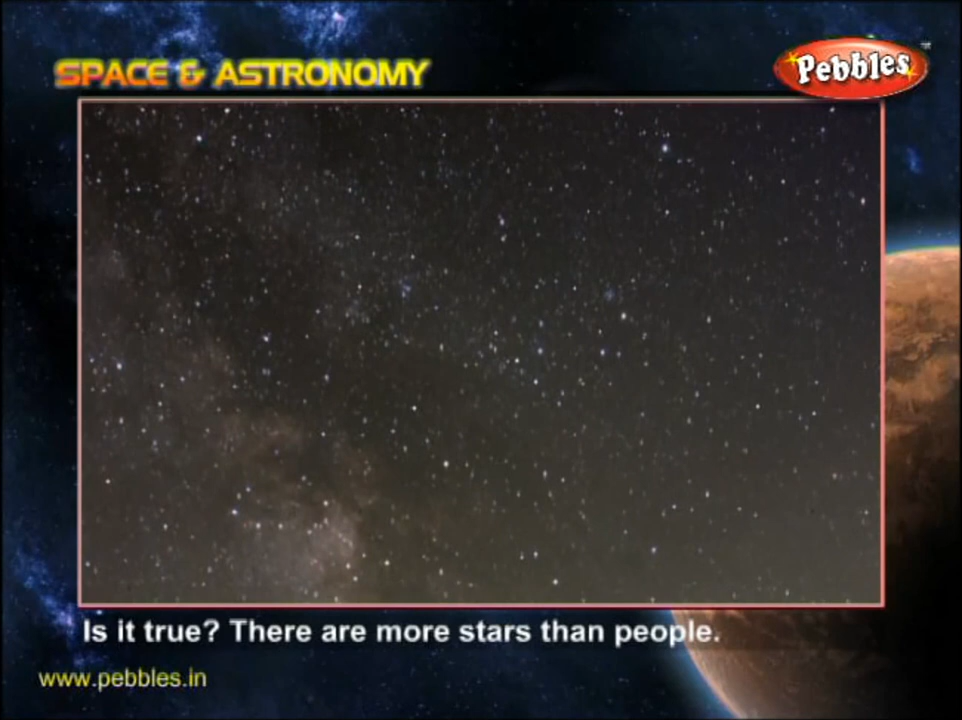 SPACE & ASTRONOMY
Pebbles
Is it true? There are more stars than people.
www.pebbles.in